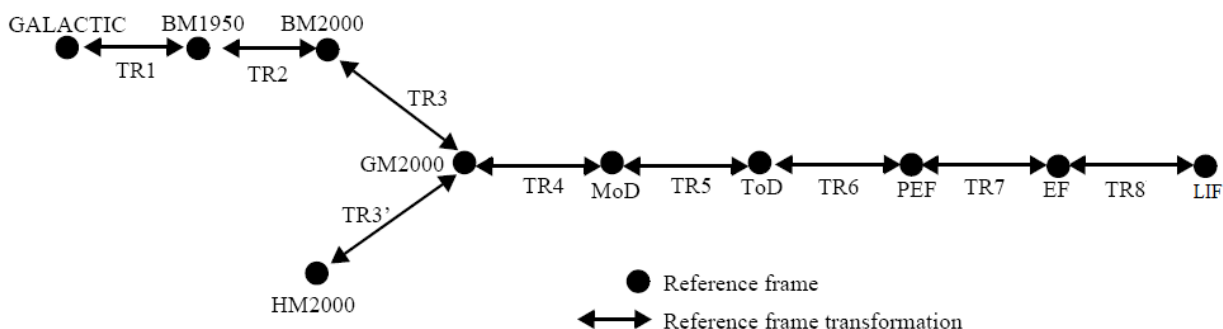 GALACTIC
BM1950
BM2000
TR1
TR2
TR3
GM2000
TR4
MoD
TR5
ToD
TR6
PEF
TR7
EF
TR8
LIF
TR3’
HM2000
Reference frame
Reference frame transformation